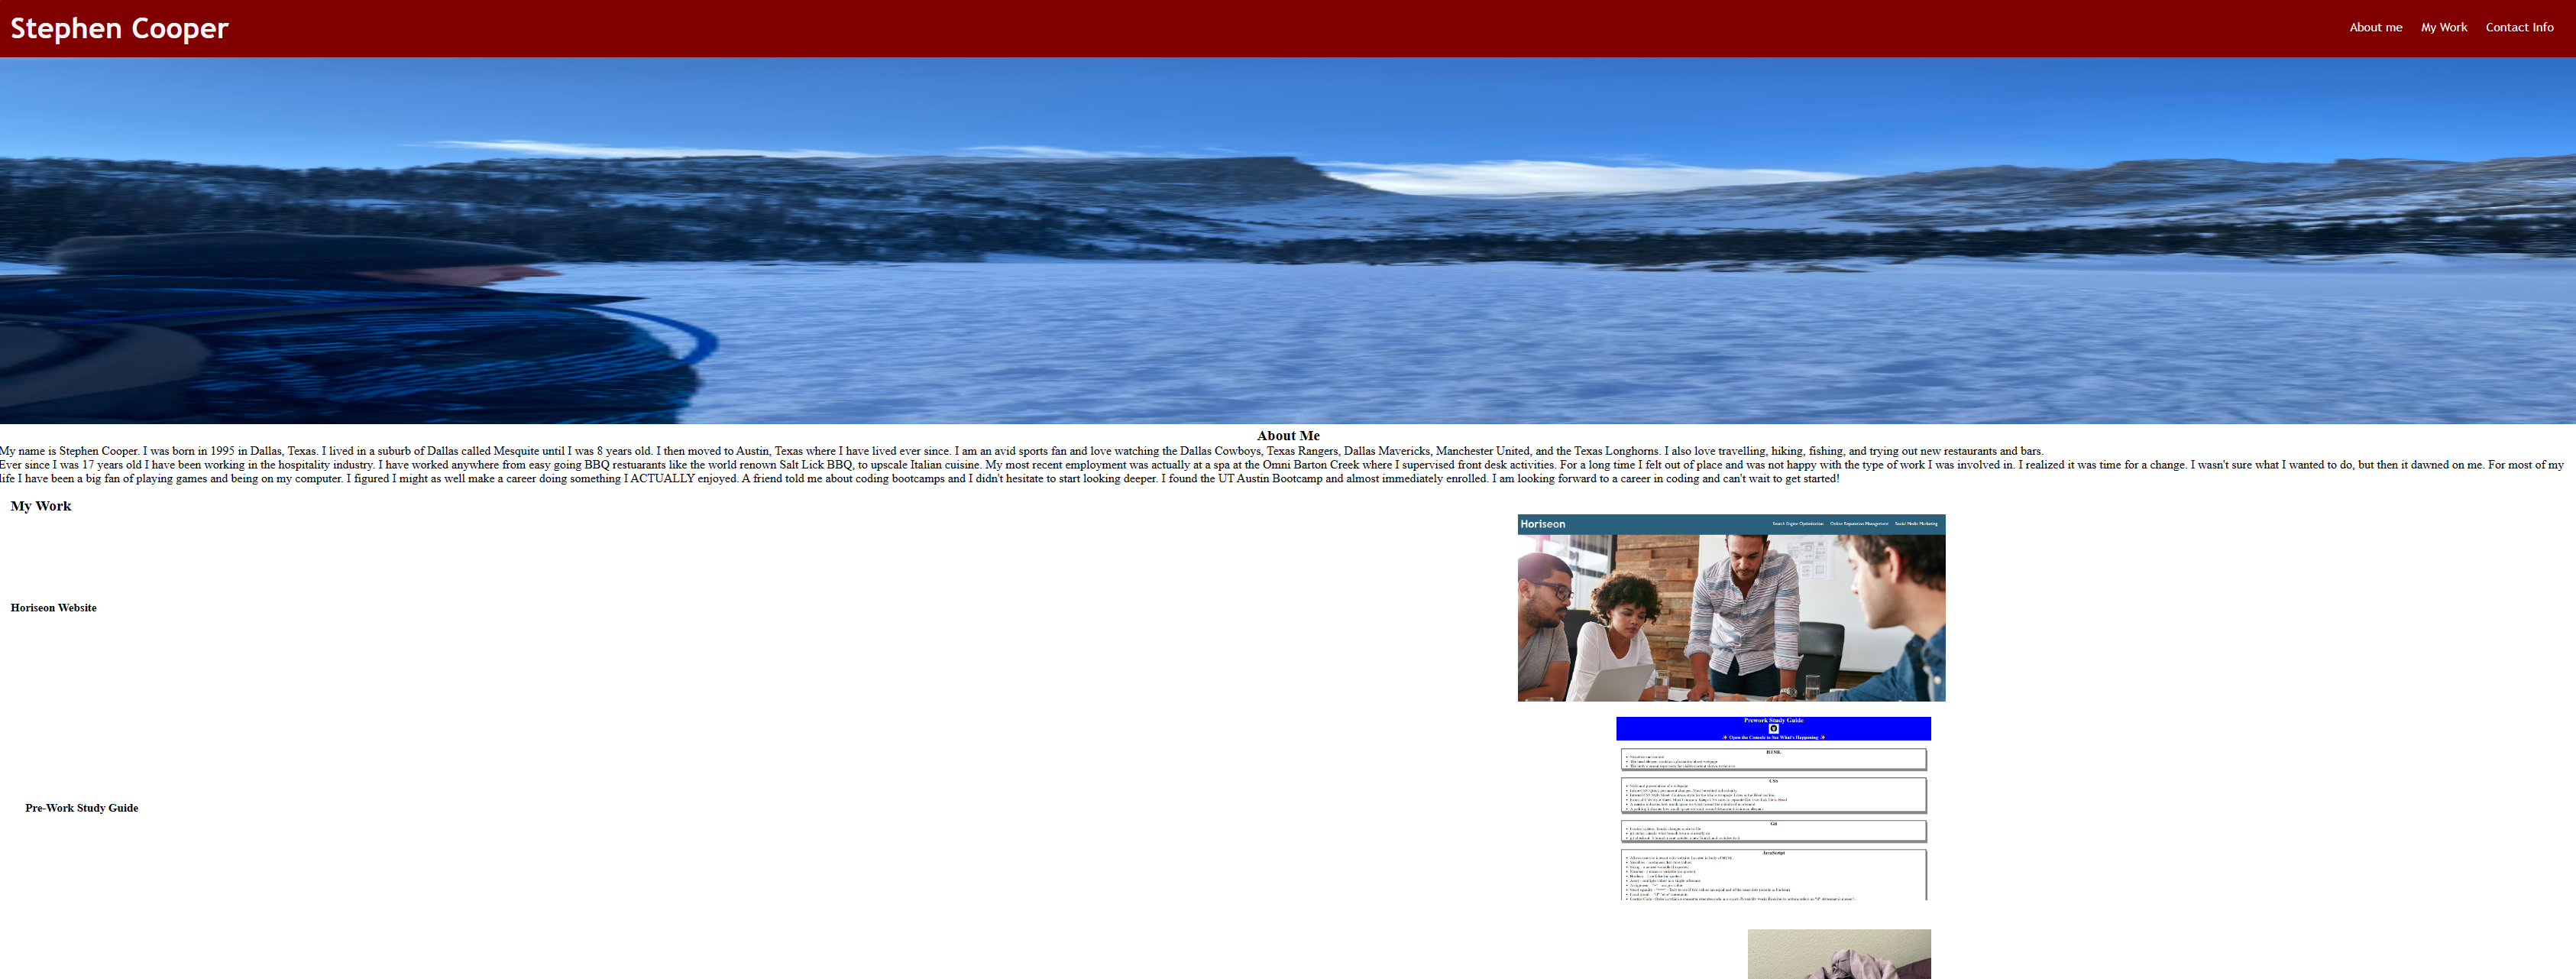 Stephen Cooper
About me My Work Contact Info
About Me
My name is Stephen Cooper. I was born in 1995 in Dallas, Texas. I lived in a suburb of Dallas called Mesquite until I was 8 years old. I then moved to Austin, Texas where I have lived ever since. I am an avid sports fan and love watching the Dallas Cowboys, Texas Rangers, Dallas Mavericks, Manchester United, and the Texas Longhorns. I also love travelling, hiking, fishing, and trying out new restaurants and bars.
Ever since I was 17 years old I have been working in the hospitality industry. I have worked anywhere from easy going BBQ restuarants like the world renown Salt Lick BBQ, to upscale Italian cuisine. My most recent employment was actually at a spa at the Omni Barton Creek where I supervised front desk activities. For a long time I felt out of place and was not happy with the type of work I was involved in. I realized it was time for a change. I wasn't sure what I wanted to do, but then it dawned on me. For most of my
life I have been a big fan of playing games and being on my computer. I figured I might as well make a career doing something I ACTUALLY enjoyed. A friend told me about coding bootcamps and I didn't hesitate to start looking deeper. I found the UT Austin Bootcamp and almost immediately enrolled. I am looking forward to a career in coding and can't wait to get started!
My Work
Horiseon
Search Engine Optimization Online Reputation Management Social Media Marketing
Horiseon Website
Prework Study Guide
Open the Console to See What's Happening
HTML
CSS
Pre-Work Study Guide
Git
JavaScript